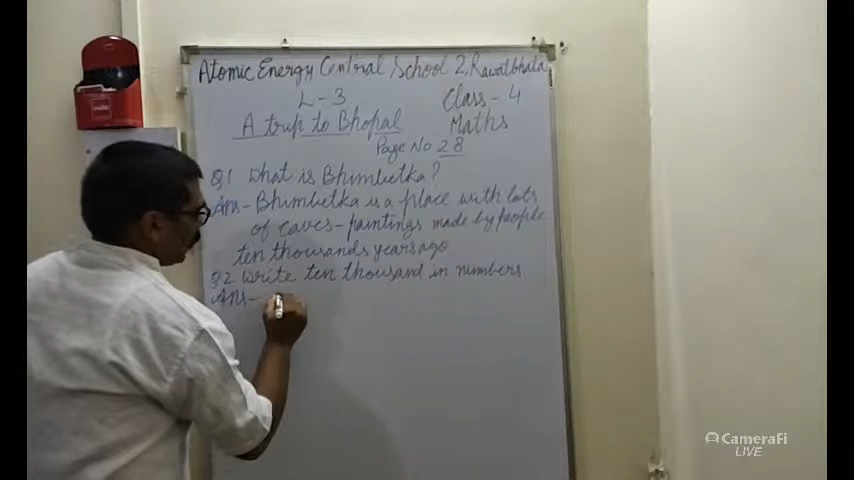 Atomic Energy Central School 2, Rawatbhata
L - 3
Class - 4
A trip to Bhopal
Maths
Page No 28
Q1 What is Bhimbetka?
Ans - Bhimbetka is a place with lots
of caves - paintings made by people
ten thousands years ago
Q2 Write ten thousand in numbers
Ans -
CameraFi
LIVE